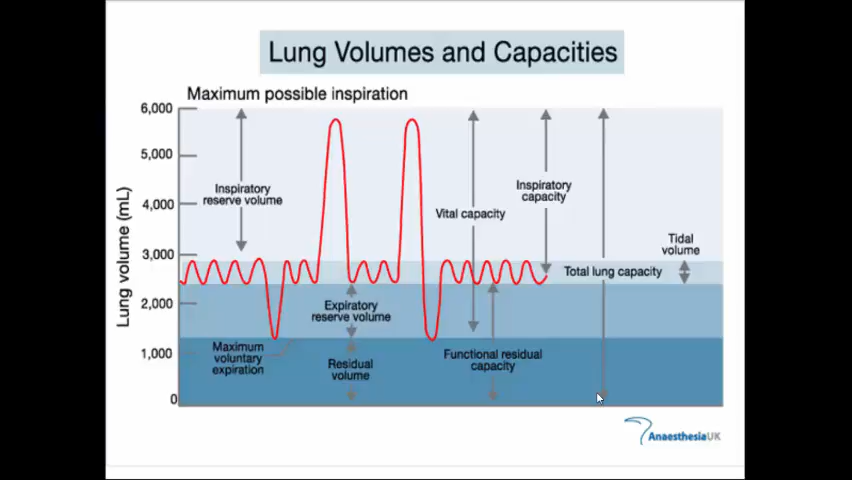 Lung Volumes and Capacities
Maximum possible inspiration
6,000
5,000
4,000
3,000
2,000
1,000
0
Lung volume (mL)
Inspiratory
reserve volume
Vital capacity
Inspiratory
capacity
Tidal
volume
Total lung capacity
Expiratory
reserve volume
Maximum
voluntary
expiration
Residual
volume
Functional residual
capacity
AnaesthesiaUK